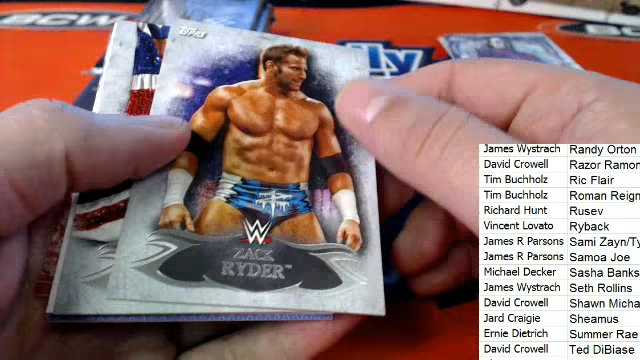 Topps
W
ZACK
RYDER™
BCW
James Wystrach Randy Orton
David Crowell Razor Ramon
Tim Buchholz Ric Flair
Tim Buchholz Roman Reign
Richard Hunt Rusev
Vincent Lovato Ryback
James R Parsons Sami Zayn/Ty
James R Parsons Samoa Joe
Michael Decker Sasha Banks
James Wystrach Seth Rollins
David Crowell Shawn Micha
Jard Craigie Sheamus
Ernie Dietrich Summer Rae
David Crowell Ted DiBiase